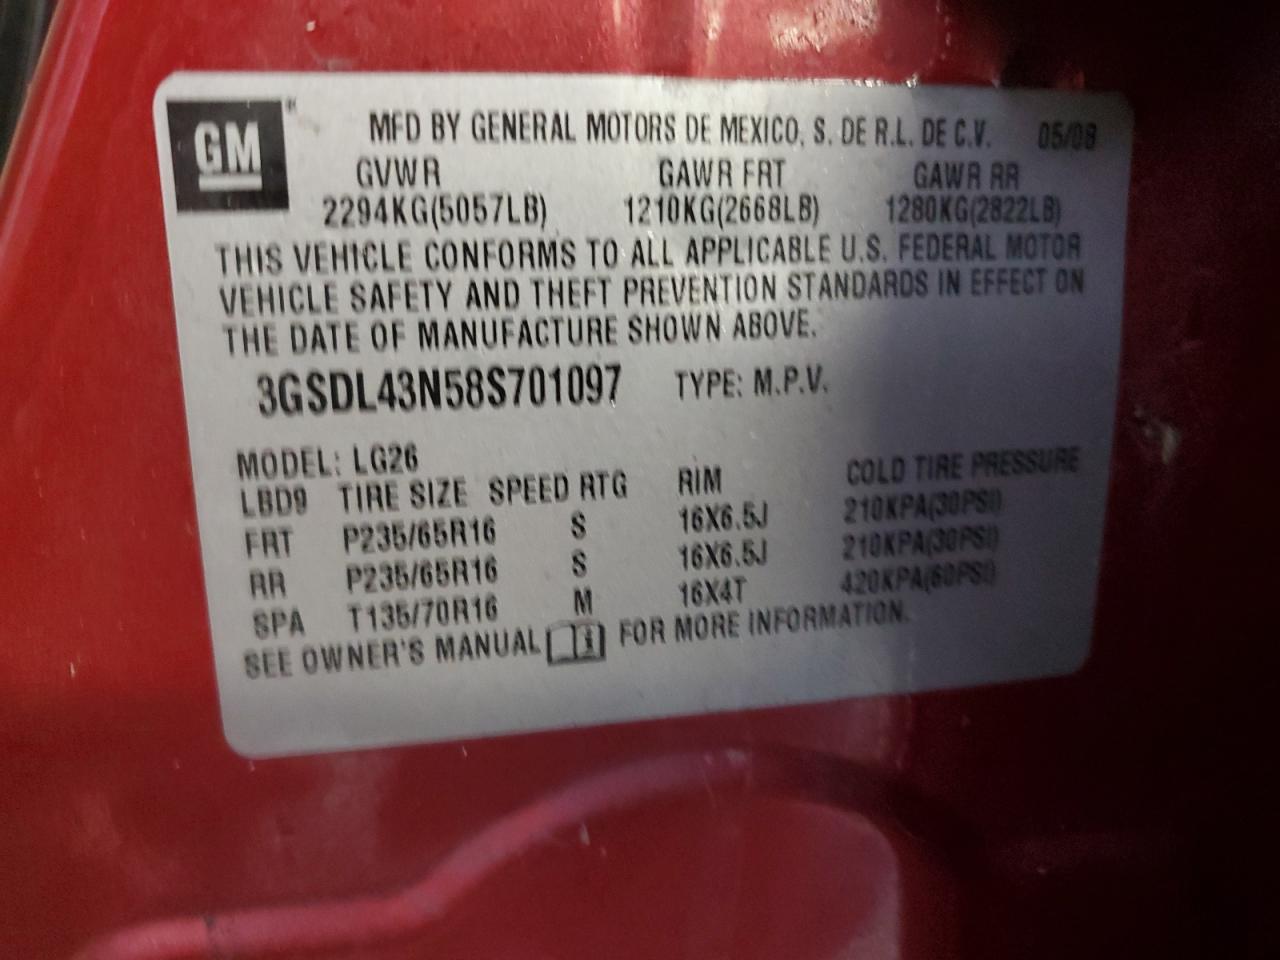 GM
MFD BY GENERAL MOTORS DE MEXICO, S. DE R.L. DE C.V. 05/08
GVWR GAWR FRT GAWR RR
2294KG(5057LB) 1210KG(2668LB) 1280KG(2822LB)
THIS VEHICLE CONFORMS TO ALL APPLICABLE U.S. FEDERAL MOTOR
VEHICLE SAFETY AND THEFT PREVENTION STANDARDS IN EFFECT ON
THE DATE OF MANUFACTURE SHOWN ABOVE.
3GSDL43N58S701097 TYPE: M.P.V.
MODEL: LG26
LBD9 TIRE SIZE SPEED RTG RIM COLD TIRE PRESSURE
FRT P235/65R16 S 16X6.5J 210KPA(30PSI)
RR P235/65R16 S 16X6.5J 210KPA(30PSI)
SPA T135/70R16 M 16X4T 420KPA(60PSI)
SEE OWNER'S MANUAL FOR MORE INFORMATION.